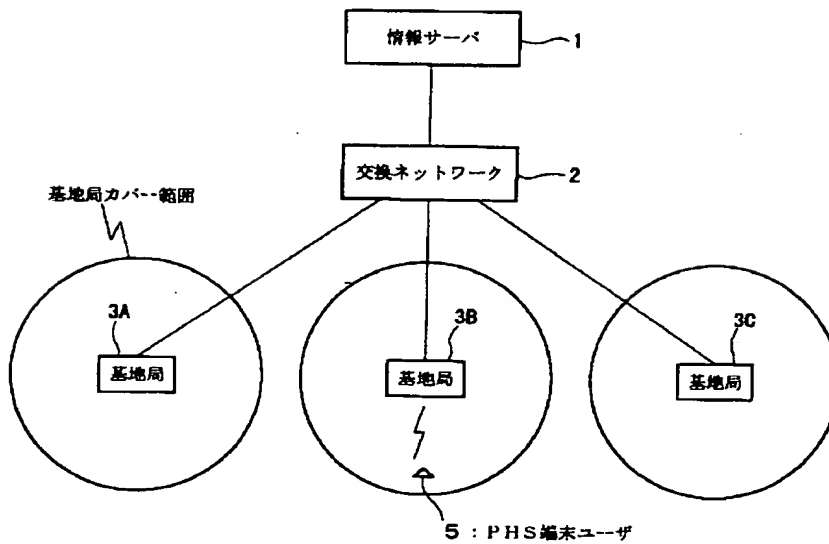 情報サーバ
1
交換ネットワーク
2
基地局カバー範囲
3A
3B
3C
基地局
基地局
基地局
5 : PHS端末ユーザ